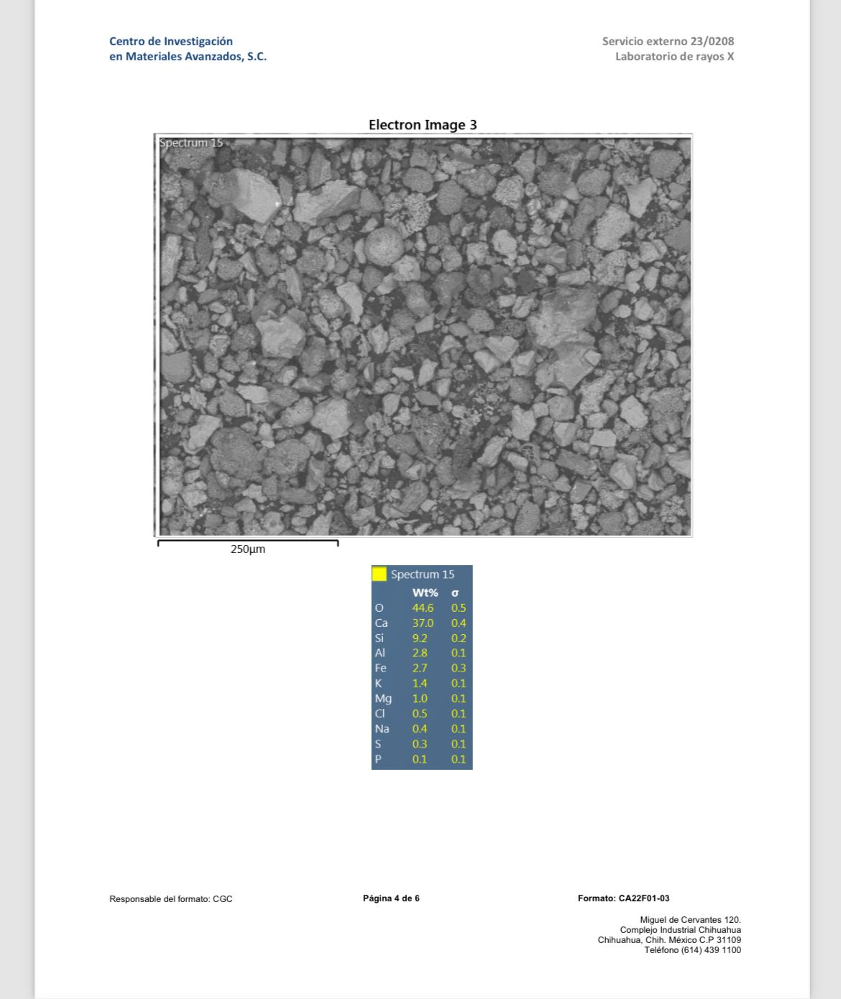 Centro de Investigación
en Materiales Avanzados, S.C.
Servicio externo 23/0208
Laboratorio de rayos X
Electron Image 3
Spectrum 15
250μm
Spectrum 15
Wt% σ
O 44.6 0.5
Ca 37.0 0.4
Si 9.2 0.2
Al 2.8 0.1
Fe 2.7 0.3
K 1.4 0.1
Mg 1.0 0.1
Cl 0.5 0.1
Na 0.4 0.1
S 0.3 0.1
P 0.1 0.1
Responsable del formato: CGC
Página 4 de 6
Formato: CA22F01-03
Miguel de Cervantes 120.
Complejo Industrial Chihuahua
Chihuahua, Chih. México C.P 31109
Teléfono (614) 439 1100